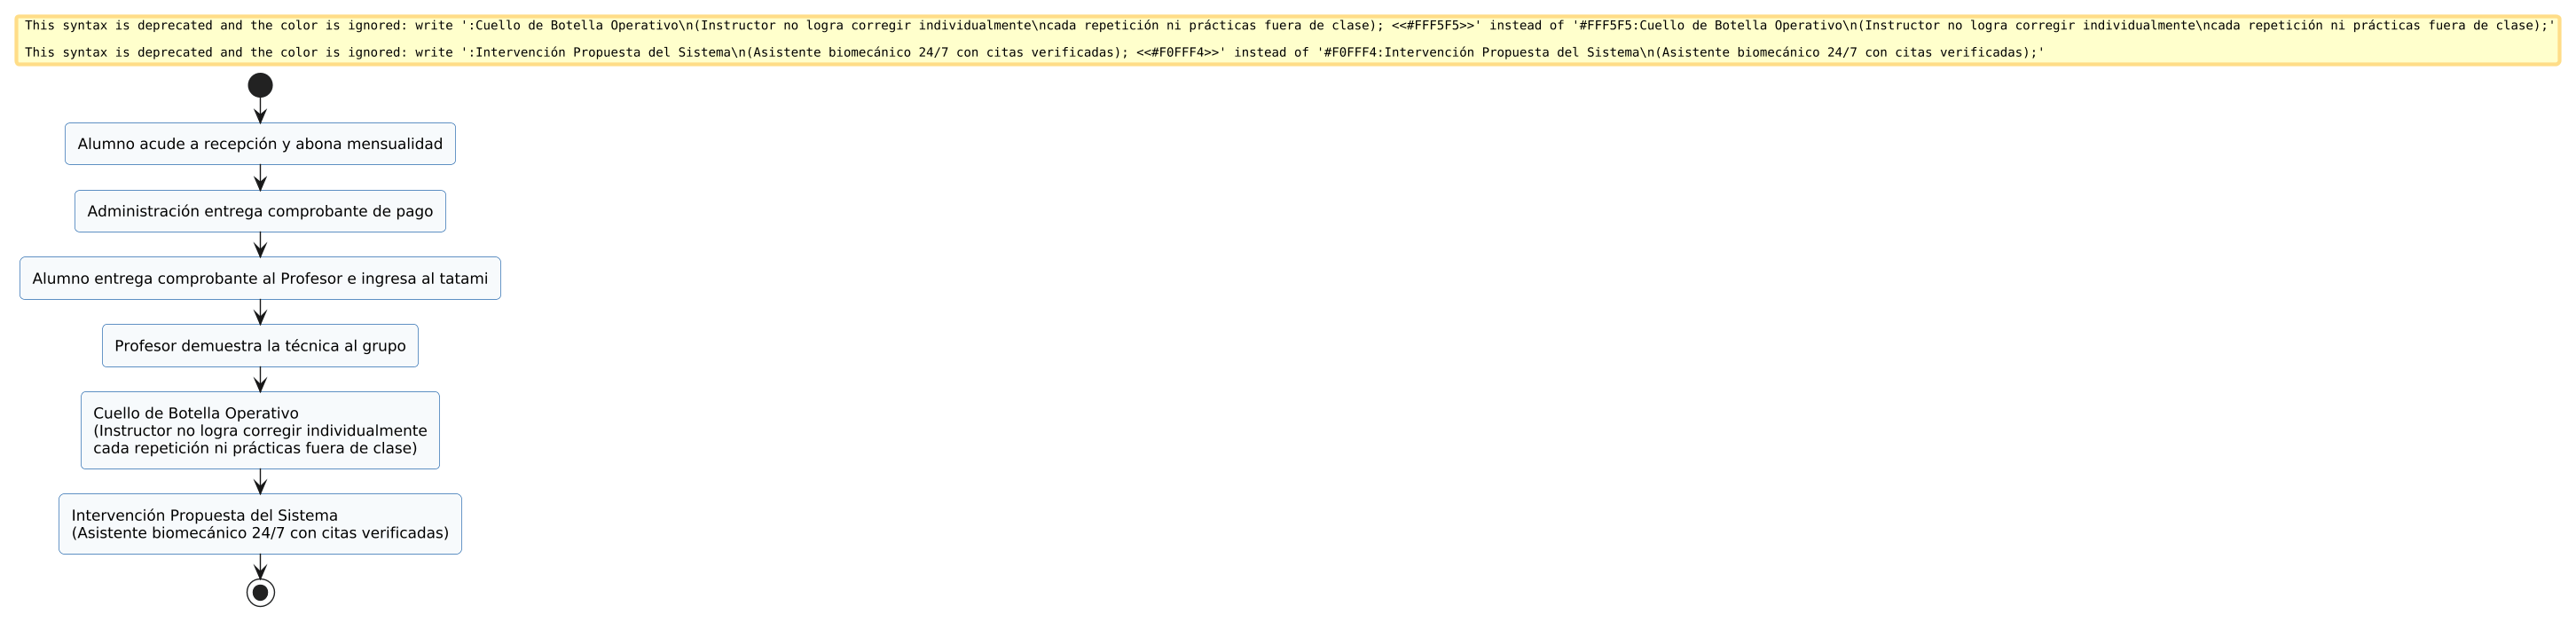 This syntax is deprecated and the color is ignored: write ':Cuello de Botella Operativo\n(Instructor no logra corregir individualmente\ncada repetición ni prácticas fuera de clase); <<#FFF5F5>>' instead of '#FFF5F5:Cuello de Botella Operativo\n(Instructor no logra corregir individualmente\ncada repetición ni prácticas fuera de clase);'
This syntax is deprecated and the color is ignored: write ':Intervención Propuesta del Sistema\n(Asistente biomecánico 24/7 con citas verificadas); <<#F0FFF4>>' instead of '#F0FFF4:Intervención Propuesta del Sistema\n(Asistente biomecánico 24/7 con citas verificadas);'
Alumno acude a recepción y abona mensualidad
Administración entrega comprobante de pago
Alumno entrega comprobante al Profesor e ingresa al tatami
Profesor demuestra la técnica al grupo
Cuello de Botella Operativo
(Instructor no logra corregir individualmente
cada repetición ni prácticas fuera de clase)
Intervención Propuesta del Sistema
(Asistente biomecánico 24/7 con citas verificadas)